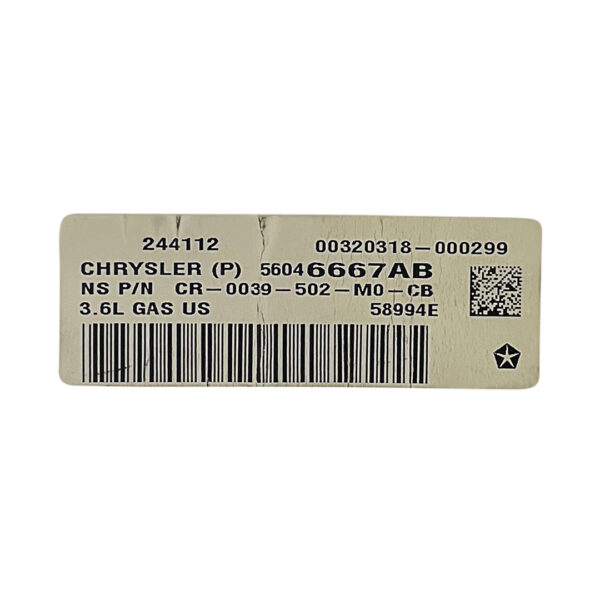 244112 00320318-000299
CHRYSLER (P) 56046667AB
NS P/N CR-0039-502-M0-CB
3.6L GAS US 58994E